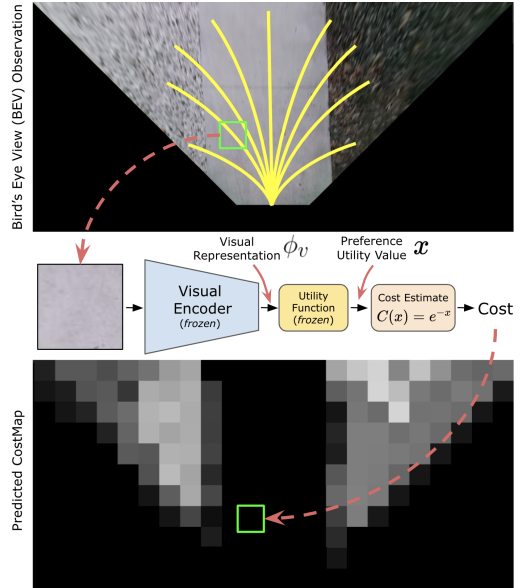 Bird's Eye View (BEV) Observation
Visual
Representation ϕ_v
Preference
Utility Value x
Visual
Encoder
(frozen)
Utility
Function
(frozen)
Cost Estimate
C(x) = e^{-x}
Cost
Predicted CostMap